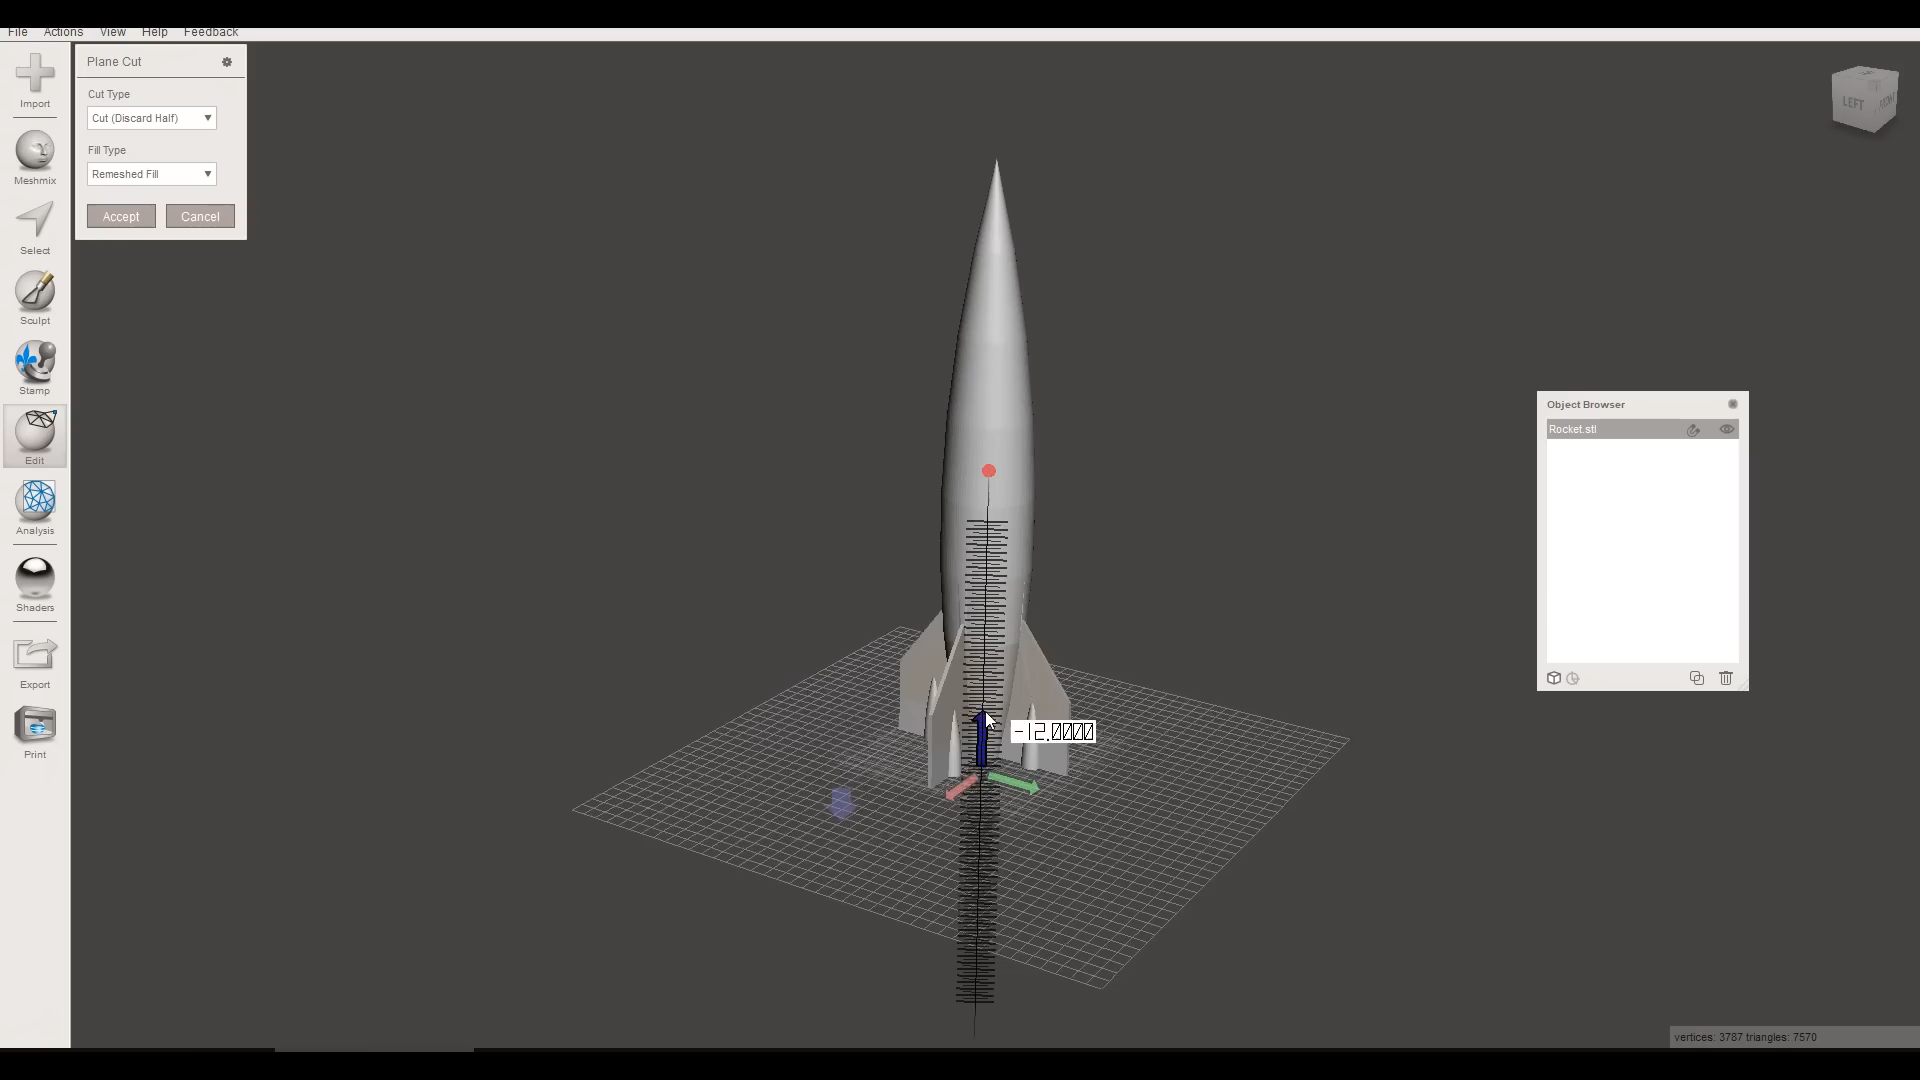 File Actions View Help Feedback
Import
Meshmix
Select
Sculpt
Stamp
Edit
Analysis
Shaders
Export
Print
Plane Cut
Cut Type
Cut (Discard Half)
Fill Type
Remeshed Fill
Accept Cancel
LEFT
-12.0000
Object Browser
Rocket.stl
vertices: 3787 triangles: 7570